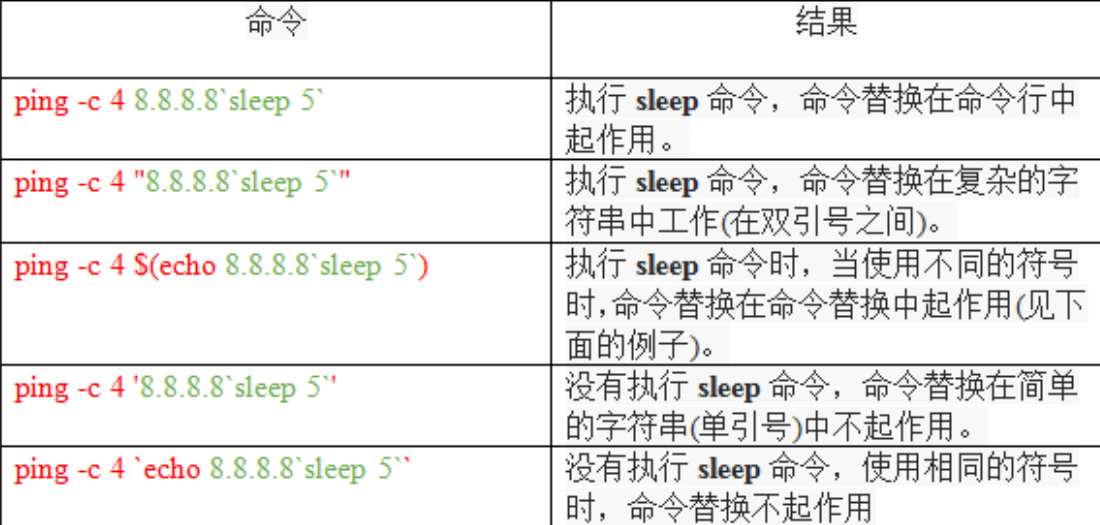 命令
结果
ping -c 4 8.8.8.8`sleep 5`
执行 sleep 命令，命令替换在命令行中
起作用。
ping -c 4 "8.8.8.8`sleep 5`"
执行 sleep 命令，命令替换在复杂的字
符串中工作(在双引号之间)。
ping -c 4 $(echo 8.8.8.8`sleep 5`)
执行 sleep 命令时，当使用不同的符号
时,命令替换在命令替换中起作用(见下
面的例子)。
ping -c 4 '8.8.8.8`sleep 5`'
没有执行 sleep 命令，命令替换在简单
的字符串(单引号)中不起作用。
ping -c 4 `echo 8.8.8.8`sleep 5``
没有执行 sleep 命令，使用相同的符号
时，命令替换不起作用